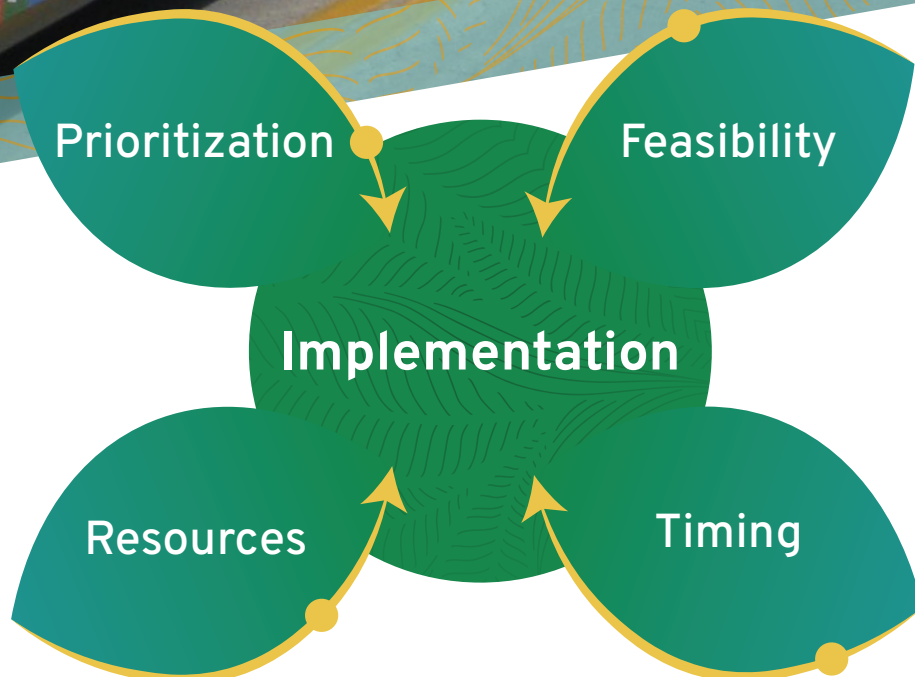 Prioritization
Feasibility
Implementation
Resources
Timing